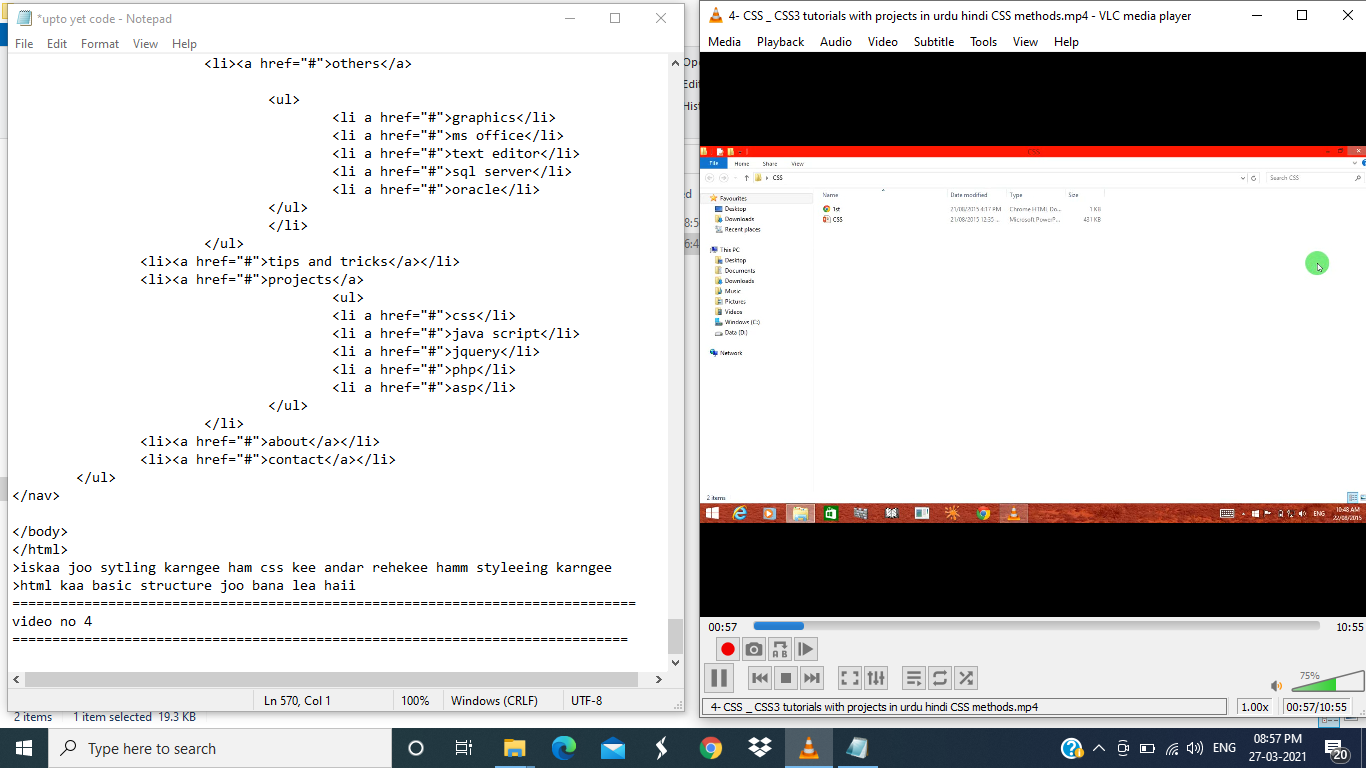 *upto yet code - Notepad
File Edit Format View Help
<li><a href="#">others</a>
<ul>
<li a href="#">graphics</li>
<li a href="#">ms office</li>
<li a href="#">text editor</li>
<li a href="#">sql server</li>
<li a href="#">oracle</li>
</ul>
</li>
</ul>
<li><a href="#">tips and tricks</a></li>
<li><a href="#">projects</a>
<ul>
<li a href="#">css</li>
<li a href="#">java script</li>
<li a href="#">jquery</li>
<li a href="#">php</li>
<li a href="#">asp</li>
</ul>
</li>
<li><a href="#">about</a></li>
<li><a href="#">contact</a></li>
</ul>
</nav>
</body>
</html>
>iskaa joo sytling karngee ham css kee andar rehekee hamm styleeing karngee
>html kaa basic structure joo bana lea haii
==============================================================================
video no 4
=============================================================================
Ln 570, Col 1 100% Windows (CRLF) UTF-8
2 items 1 item selected 19.3 KB
4- CSS _ CSS3 tutorials with projects in urdu hindi CSS methods.mp4 - VLC media player
Media Playback Audio Video Subtitle Tools View Help
CSS
File Home Share View
CSS
Search CSS
Name Date modified Type Size
1st 21/08/2015 4:17 PM Chrome HTML Do... 1 KB
CSS 21/08/2015 12:35 ... Microsoft PowerP... 431 KB
Favourites
Desktop
Downloads
Recent places
This PC
Desktop
Documents
Downloads
Music
Pictures
Videos
Windows (C:)
Data (D:)
Network
2 items
ENG
10:48 AM
22/08/2015
00:57 10:55
75%
4- CSS _ CSS3 tutorials with projects in urdu hindi CSS methods.mp4
1.00x
00:57/10:55
Type here to search
ENG
08:57 PM
27-03-2021
20